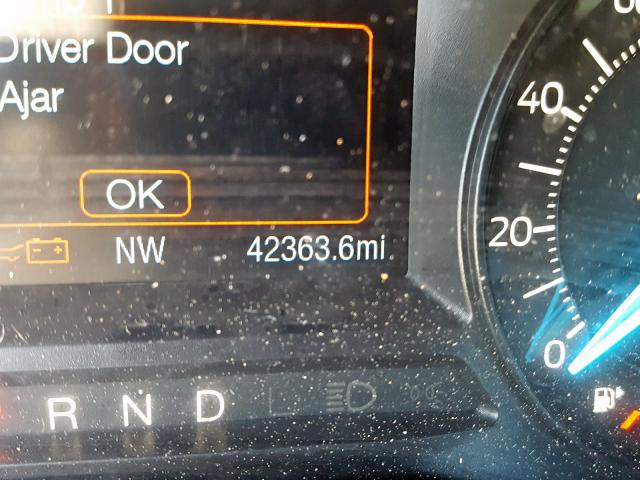 Driver Door
Ajar
OK
NW 42363.6mi
40
20
0
R N D L